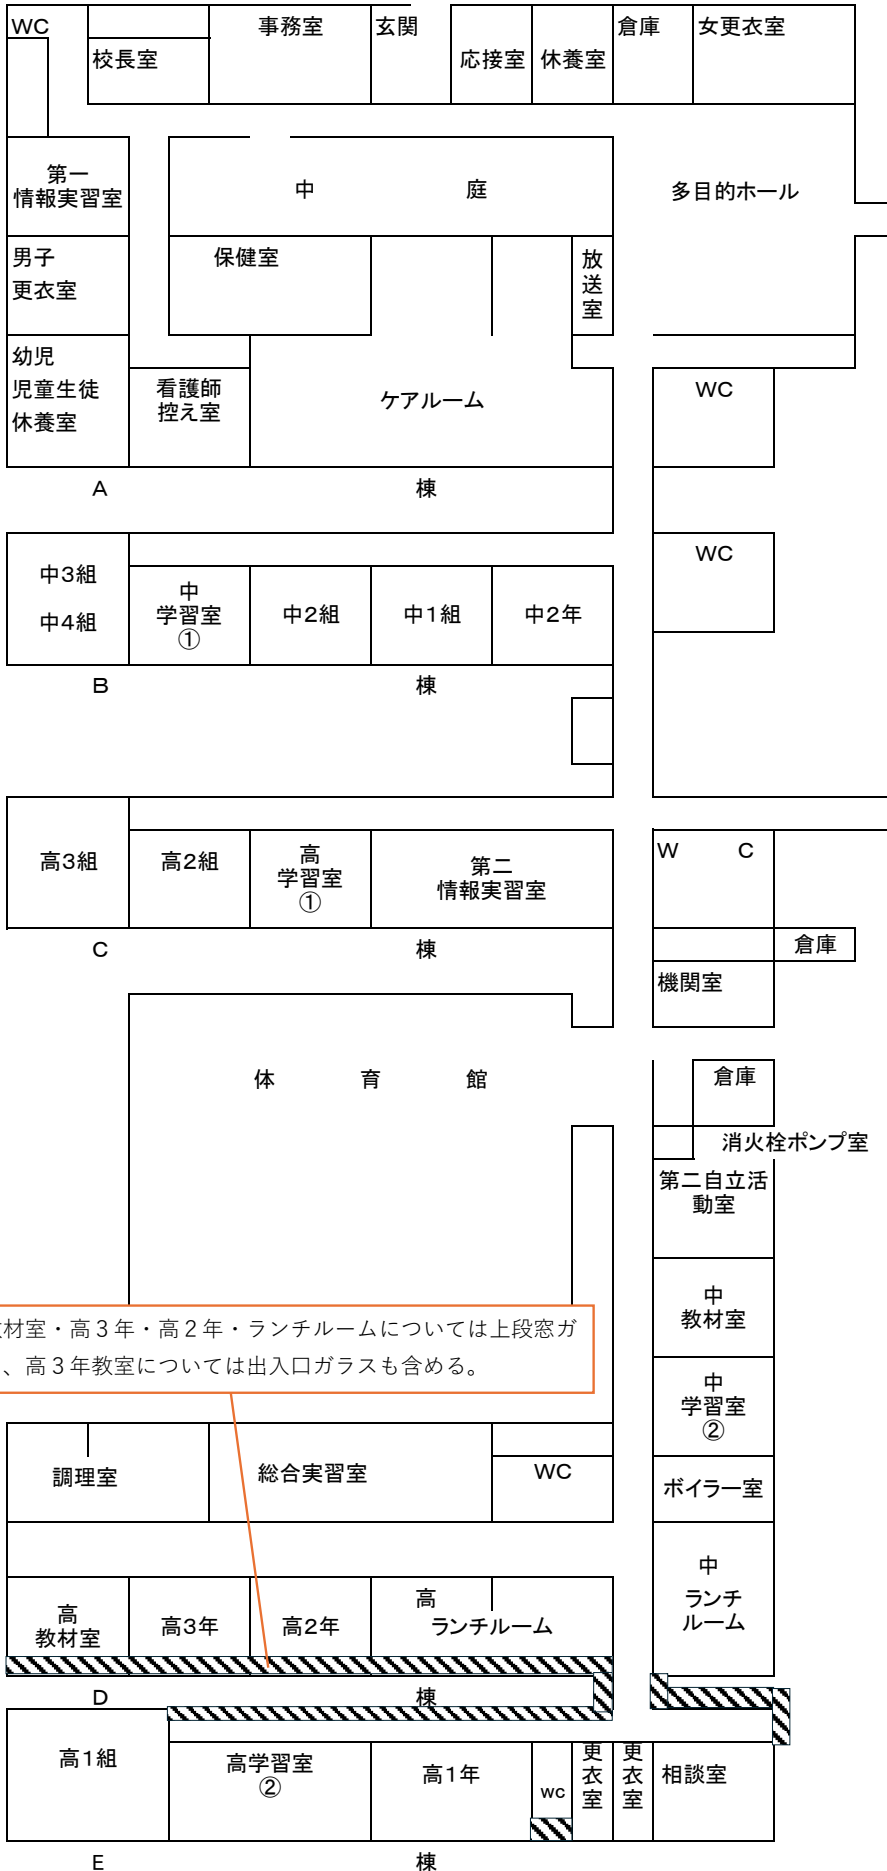 WC
事務室
玄関
倉庫
女更衣室
校長室
応接室
休養室
第一
情報実習室
中　庭
多目的ホール
男子
更衣室
保健室
放
送
室
幼児
児童生徒
休養室
看護師
控え室
ケアルーム
WC
A　棟
中3組
中4組
中
学習室
①
中2組
中1組
中2年
WC
B　棟
高3組
高2組
高
学習室
①
第二
情報実習室
W　C
C　棟
倉庫
機関室
体　育　館
倉庫
消火栓ポンプ室
第二自立活
動室
中
教材室
材室・高３年・高２年・ランチルームについては上段窓ガ
、高３年教室については出入口ガラスも含める。
中
学習室
②
調理室
総合実習室
WC
ボイラー室
中
ランチ
ルーム
高
教材室
高3年
高2年
高
ランチルーム
D　棟
高1組
高学習室
②
高1年
wc
更
衣
室
更
衣
室
相談室
E　棟